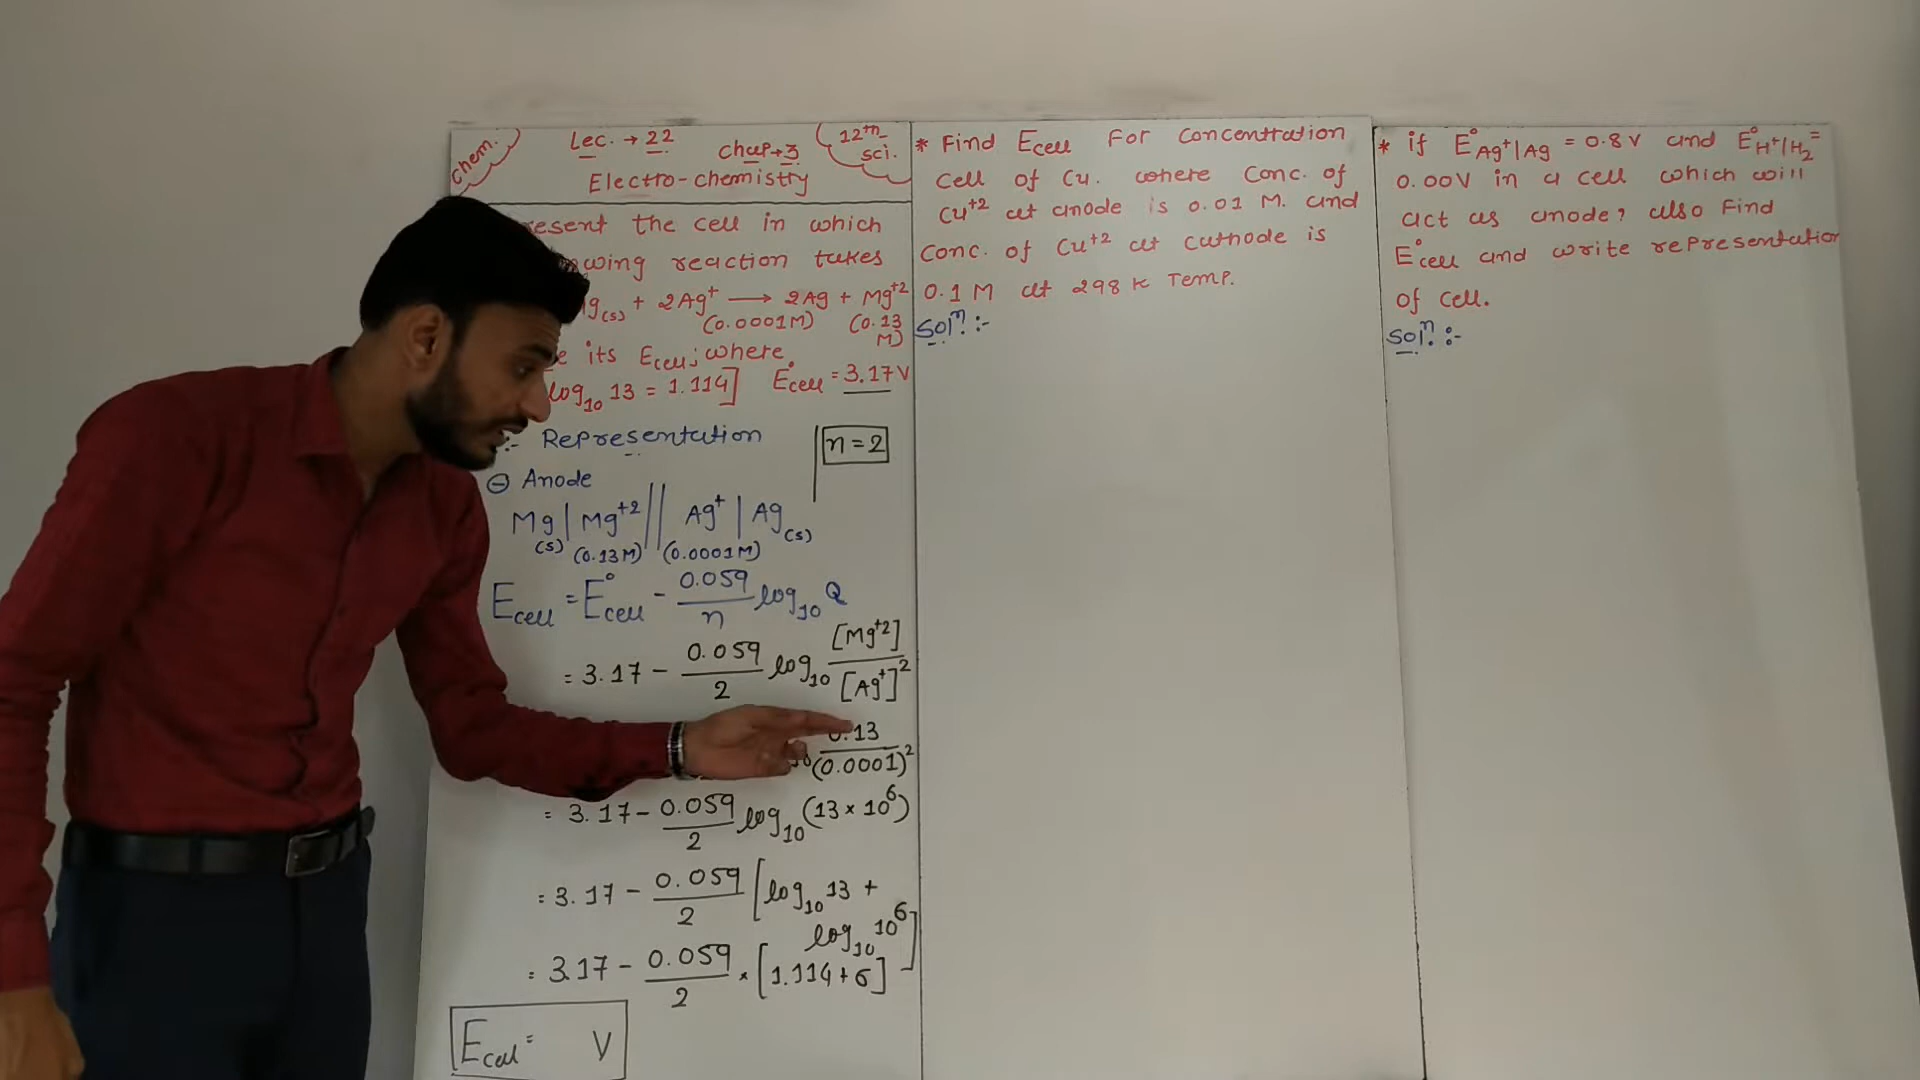 Chem.
Lec. → 22
Chap → 3
12th sci.
Electro-chemistry
esent the cell in which
owing reaction takes
g(s) + 2Ag⁺ ⟶ 2Ag + Mg⁺²
(0.0001M) (0.13 M)
e its Ecell; where
log₁₀ 13 = 1.114] E°cell = 3.17V
:- Representation
n = 2
⊖ Anode
Mg(s) | Mg⁺² (0.13M) || Ag⁺ (0.0001M) | Ag(s)
Ecell = E°cell - 0.059/n log₁₀ Q
= 3.17 - 0.059/2 log₁₀ [Mg⁺²]/[Ag⁺]²
0.13/(0.0001)²
= 3.17 - 0.059/2 log₁₀ (13 × 10⁶)
= 3.17 - 0.059/2 [log₁₀ 13 +
log₁₀ 10⁶]
= 3.17 - 0.059/2 × [1.114 + 6]
Ecell = V
* Find Ecell For Concentration
Cell of Cu. where Conc. of
Cu⁺² at anode is 0.01 M. and
Conc. of Cu⁺² at Cathode is
0.1 M at 298 K Temp.
Solⁿ. :-
* if E°Ag⁺|Ag = 0.8 V and E°H⁺|H₂ =
0.00V in a cell which will
act as anode? also Find
E°cell and write representation
of cell.
Solⁿ. :-